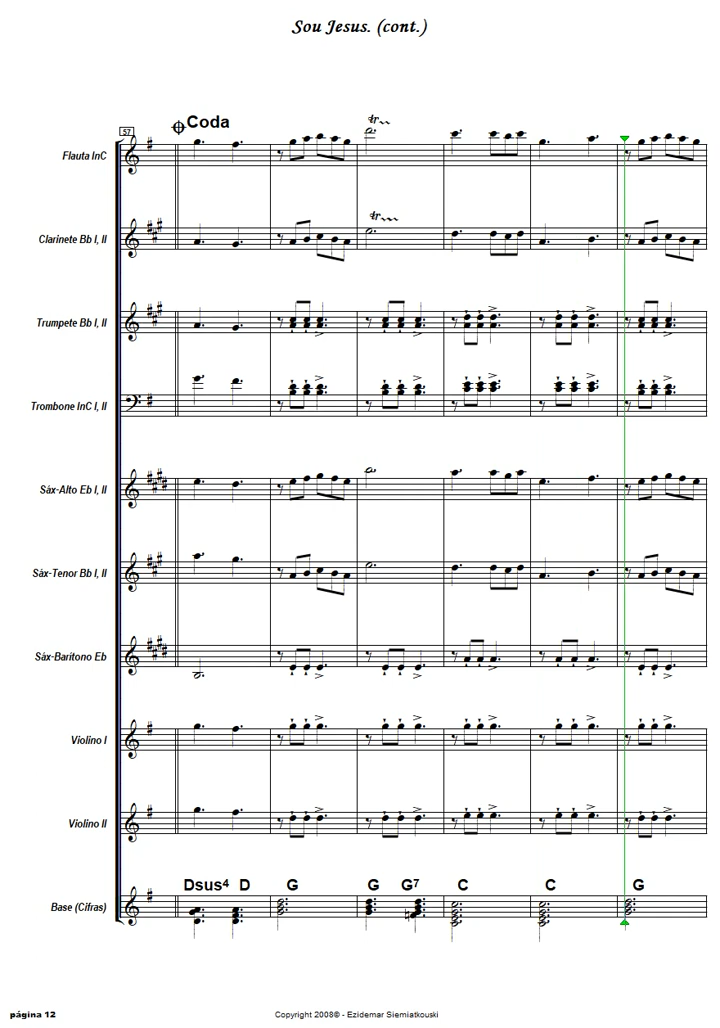 Sou Jesus. (cont.)
57
Coda
Flauta InC
tr
Clarinete Bb I, II
tr
Trumpete Bb I, II
Trombone InC I, II
Sáx-Alto Eb I, II
Sáx-Tenor Bb I, II
Sáx-Barítono Eb
Violino I
Violino II
Dsus4 D G G G7 C C G
Base (Cifras)
página 12
Copyright 2008® - Ezidemar Siemiatkouski